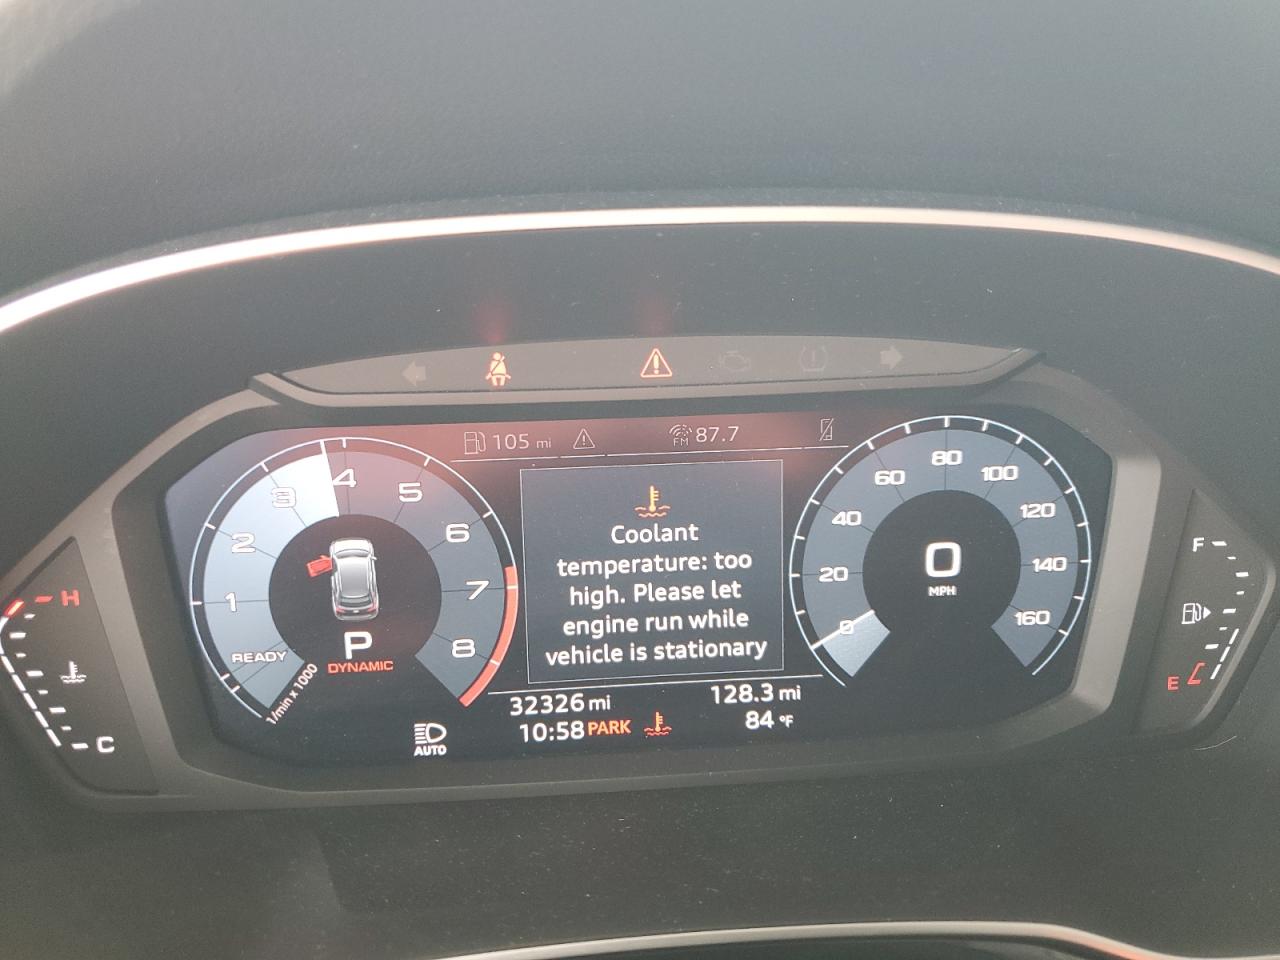 105 mi
FM 87.7
1
2
3
4
5
6
7
8
READY
1/min x 1000
P
DYNAMIC
Coolant
temperature: too
high. Please let
engine run while
vehicle is stationary
0
20
40
60
80
100
120
140
160
0
MPH
H
C
F
E
32326 mi
128.3 mi
10:58 PARK
84 °F
AUTO